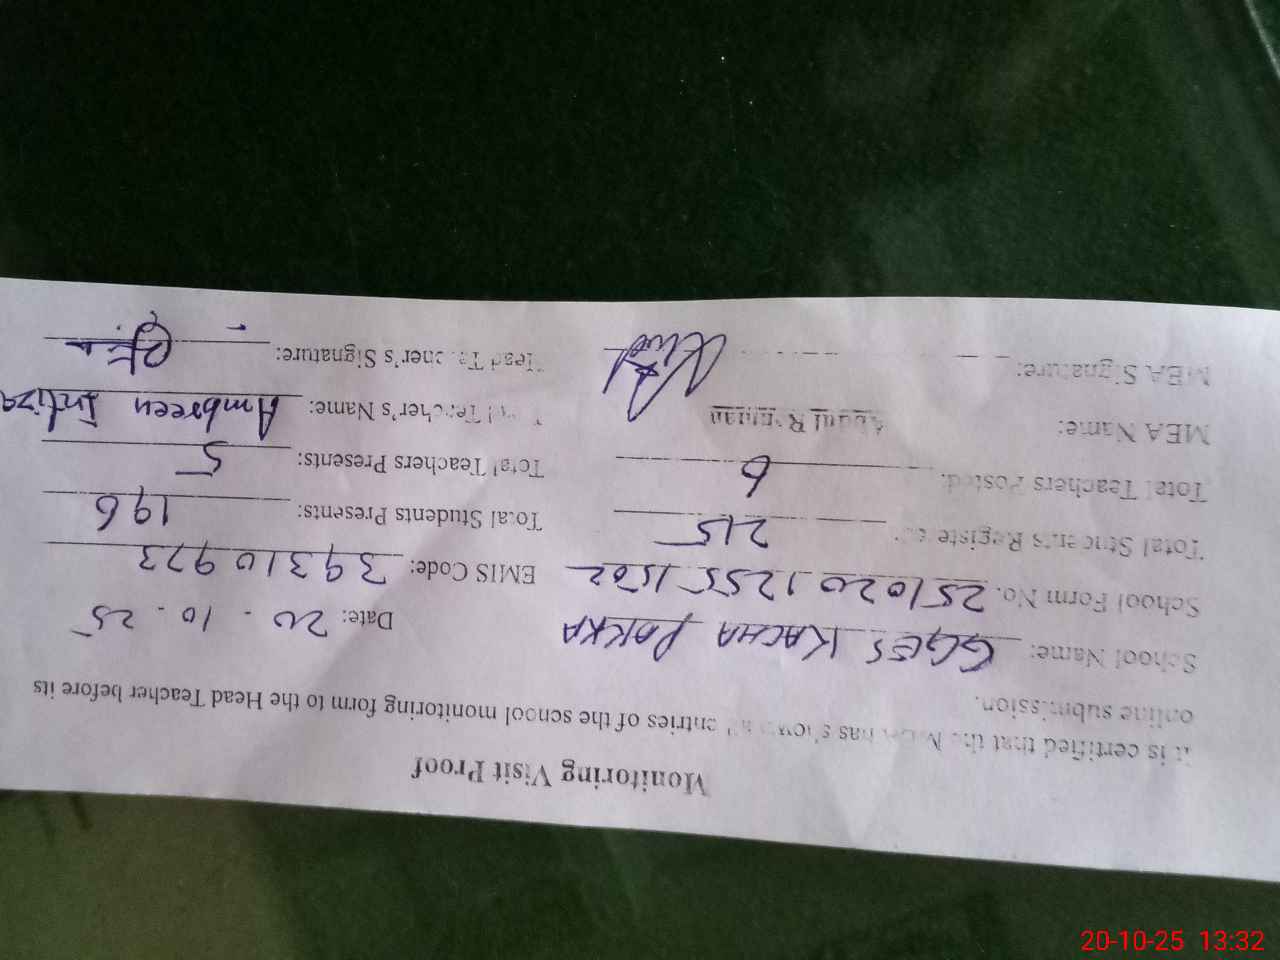 Monitoring Visit Proof
It is certified that the MEA has shown all entries of the school monitoring form to the Head Teacher before its
online submission.
School Name: GGES KACHA PAKKA Date: 20.10.25
School Form No. 25102012551502 EMIS Code: 39310973
Total Students Registered: 215 Total Students Presents: 196
Total Teachers Posted: 6 Total Teachers Presents: 5
MEA Name: Abdul Rehman Head Teacher's Name: Ambreen
MEA Signature: Head Teacher's Signature:
20-10-25 13:32